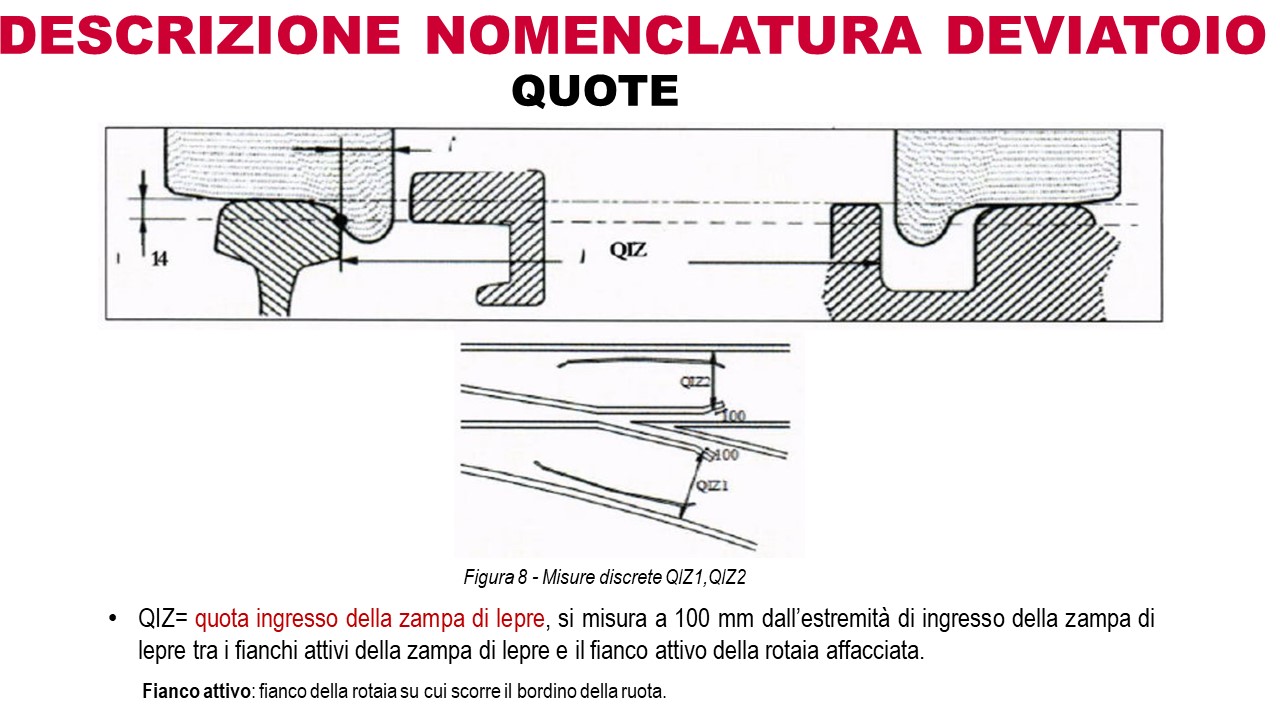 DESCRIZIONE NOMENCLATURA DEVIATOIO
QUOTE
14
QIZ
QIZ2
100
100
QIZ1
Figura 8 - Misure discrete QIZ1,QIZ2
• QIZ= quota ingresso della zampa di lepre, si misura a 100 mm dall’estremità di ingresso della zampa di
lepre tra i fianchi attivi della zampa di lepre e il fianco attivo della rotaia affacciata.
Fianco attivo: fianco della rotaia su cui scorre il bordino della ruota.